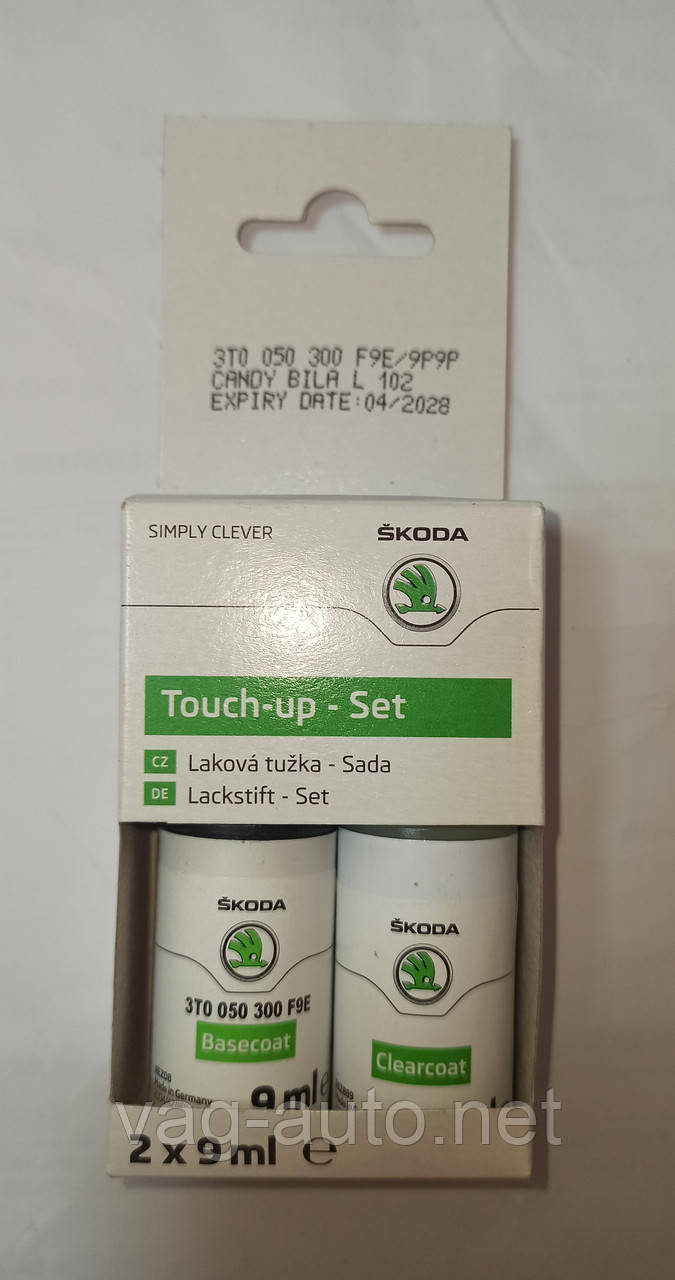 3T0 050 300 F9E/9P9P
CANDY BILA L 102
EXPIRY DATE:04/2028
SIMPLY CLEVER
ŠKODA
Touch-up - Set
CZ Laková tužka - Sada
DE Lackstift - Set
ŠKODA
3T0 050 300 F9E
Basecoat
Made in Germany
9 ml
ŠKODA
Clearcoat
vag-auto.net
2 x 9 ml e